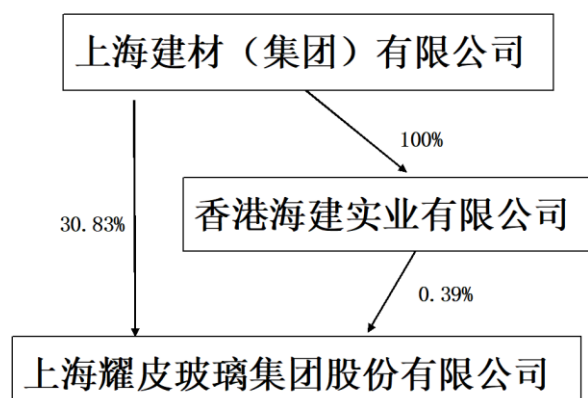 上海建材（集团）有限公司
100%
香港海建实业有限公司
30.83%
0.39%
上海耀皮玻璃集团股份有限公司